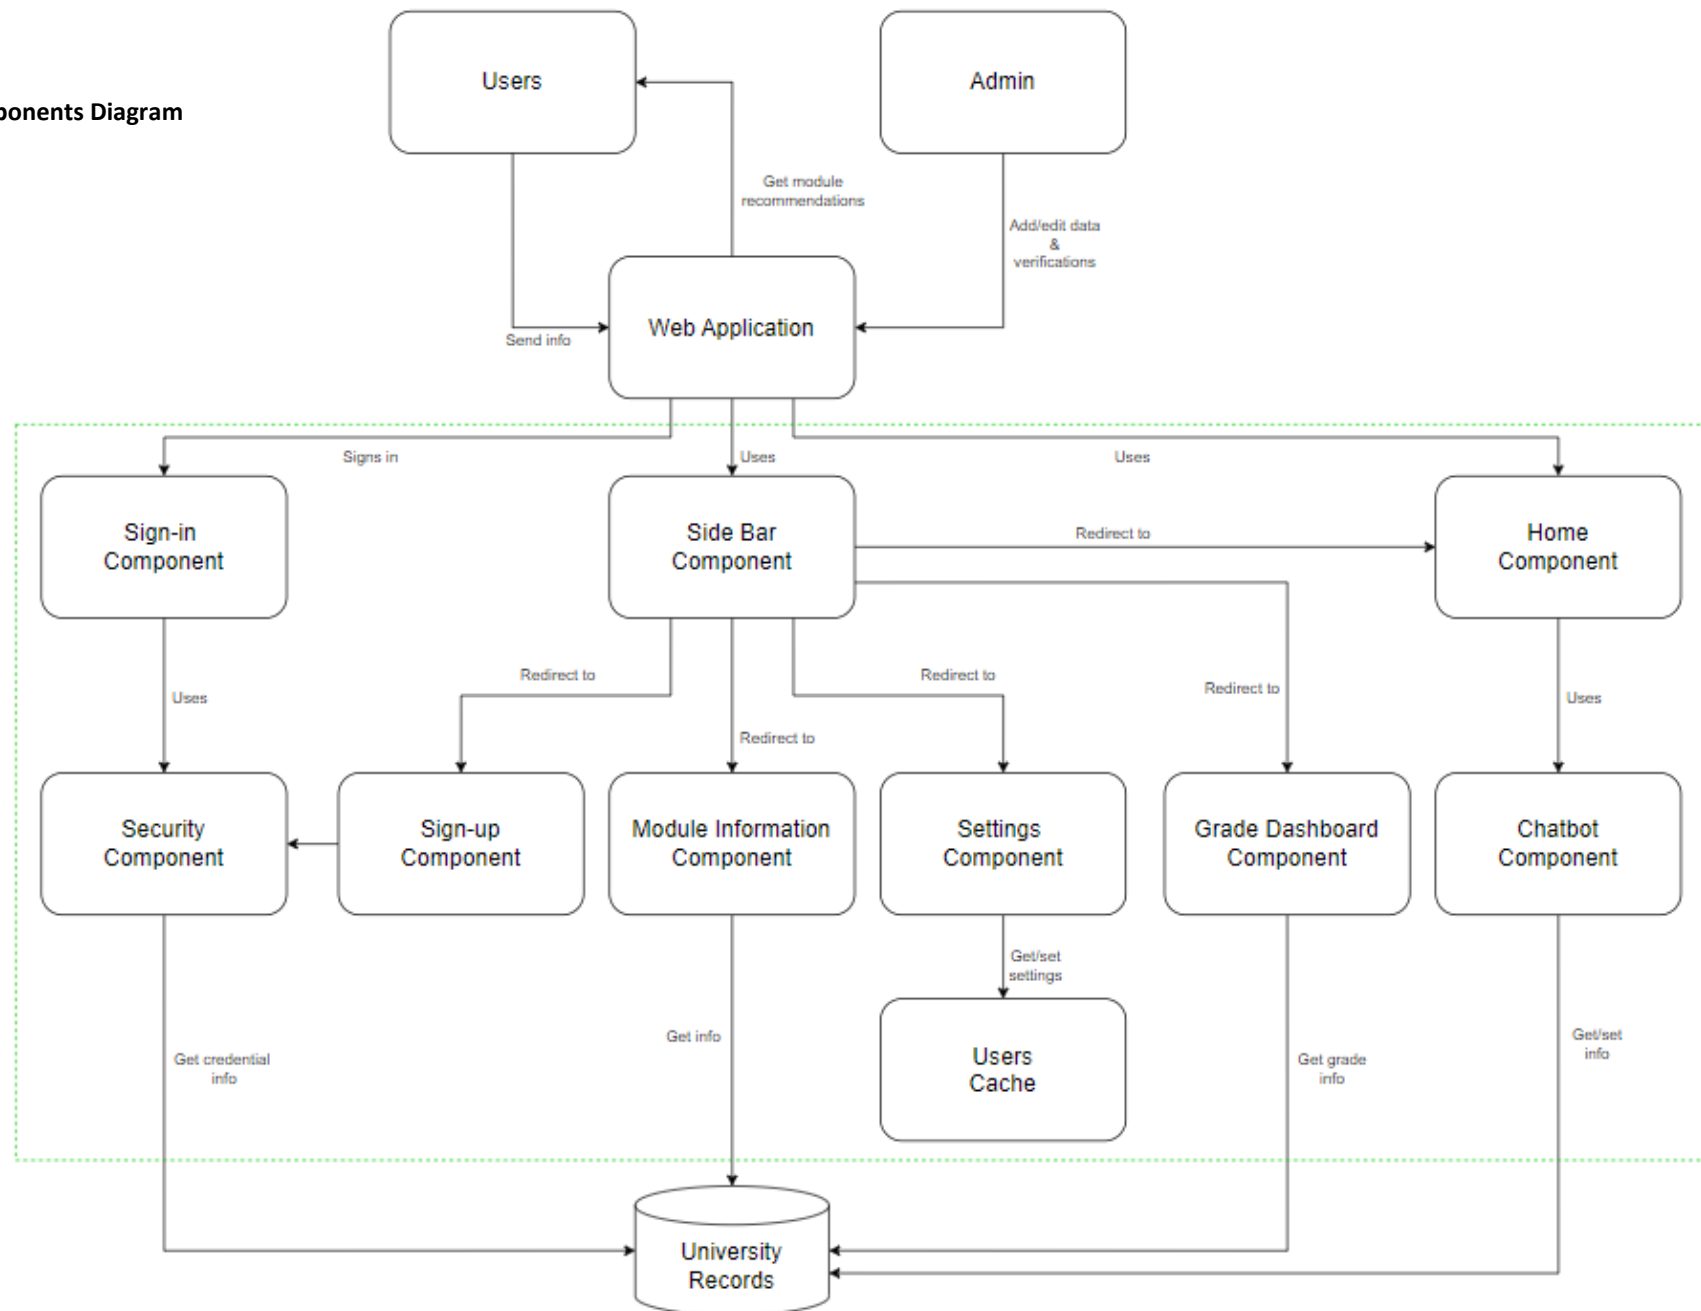 Users
Admin
ponents Diagram
Get module
recommendations
Add/edit data
&
verifications
Web Application
Send info
Signs in
Uses
Uses
Sign-in
Component
Side Bar
Component
Redirect to
Home
Component
Redirect to
Redirect to
Redirect to
Uses
Uses
Redirect to
Security
Component
Sign-up
Component
Module Information
Component
Settings
Component
Grade Dashboard
Component
Chatbot
Component
Get/set
settings
Get info
Get/set
info
Get credential
info
Users
Cache
Get grade
info
University
Records